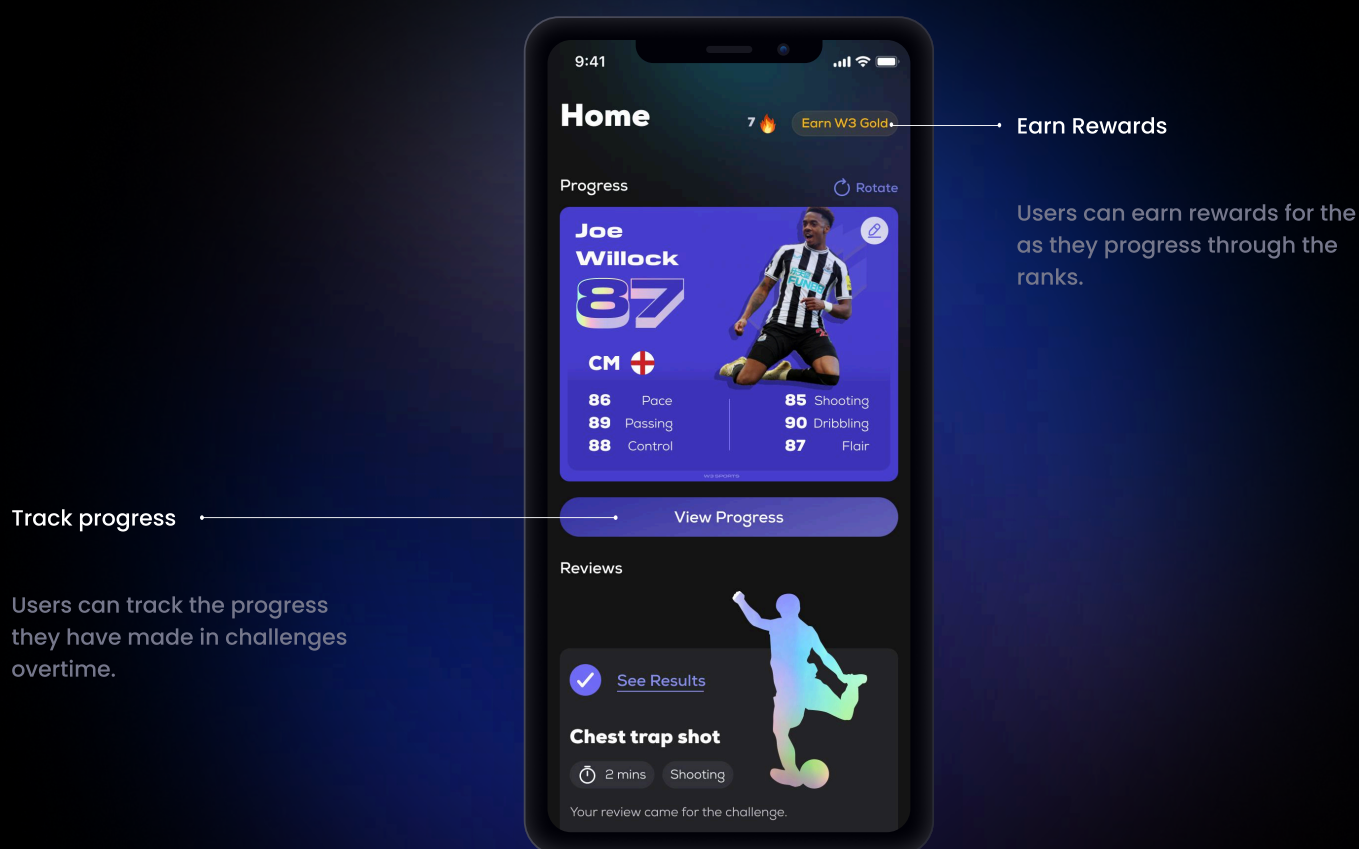 9:41
Home
7
Earn W3 Gold
Earn Rewards
Users can earn rewards for the
as they progress through the
ranks.
Progress
Rotate
Joe
Willock
87
CM
86 Pace
89 Passing
88 Control
85 Shooting
90 Dribbling
87 Flair
W3 SPORTS
View Progress
Track progress
Users can track the progress
they have made in challenges
overtime.
Reviews
See Results
Chest trap shot
2 mins
Shooting
Your review came for the challenge.